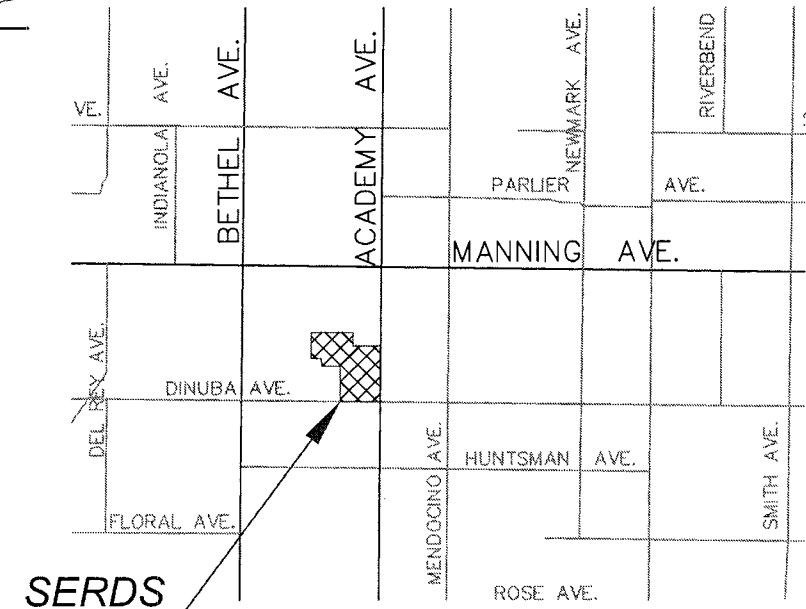 VE.
INDIANOLA AVE.
BETHEL AVE.
ACADEMY AVE.
NEWMARK AVE.
RIVERBEND
PARLIER AVE.
MANNING AVE.
DEL REY AVE.
DINUBA AVE.
MENDOCINO AVE.
HUNTSMAN AVE.
SMITH AVE.
FLORAL AVE.
ROSE AVE.
SERDS